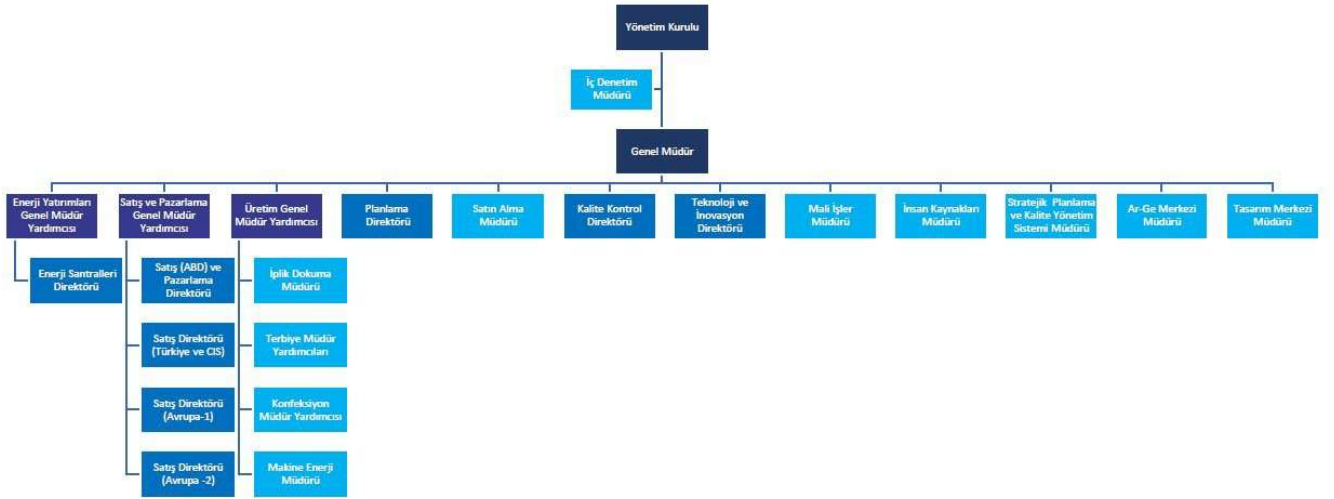 Yönetim Kurulu
İç Denetim
Müdürü
Genel Müdür
Enerji Yatırımları
Genel Müdür
Yardımcısı
Satış ve Pazarlama
Genel Müdür
Yardımcısı
Üretim Genel
Müdür Yardımcısı
Planlama
Direktörü
Satın Alma
Müdürü
Kalite Kontrol
Direktörü
Teknoloji ve
İnovasyon
Direktörü
Mali İşler
Müdürü
İnsan Kaynakları
Müdürü
Stratejik Planlama
ve Kalite Yönetim
Sistemi Müdürü
Ar-Ge Merkezi
Müdürü
Tasarım Merkezi
Müdürü
Enerji Santralleri
Direktörü
Satış (ABD) ve
Pazarlama
Direktörü
İplik Dokuma
Müdürü
Satış Direktörü
(Türkiye ve CIS)
Terbiye Müdür
Yardımcıları
Satış Direktörü
(Avrupa-1)
Konfeksiyon
Müdür Yardımcısı
Satış Direktörü
(Avrupa -2)
Makine Enerji
Müdürü